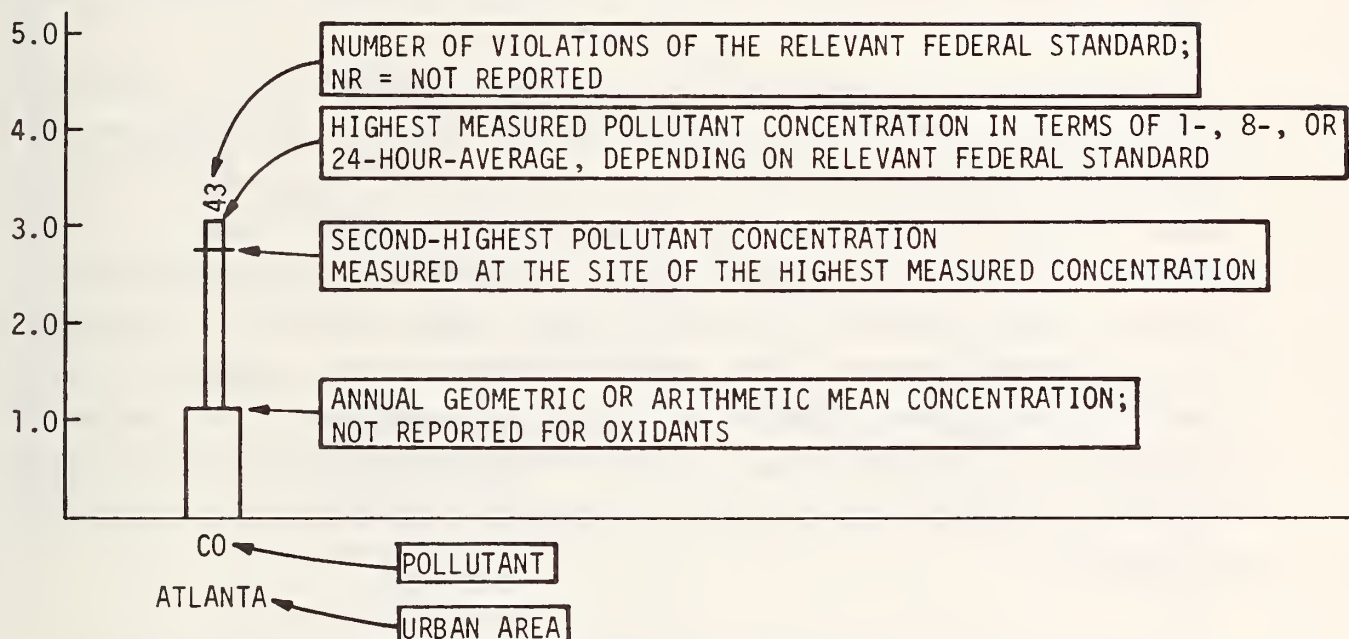 5.0
NUMBER OF VIOLATIONS OF THE RELEVANT FEDERAL STANDARD;
NR = NOT REPORTED
4.0
HIGHEST MEASURED POLLUTANT CONCENTRATION IN TERMS OF 1-, 8-, OR
24-HOUR-AVERAGE, DEPENDING ON RELEVANT FEDERAL STANDARD
43
3.0
SECOND-HIGHEST POLLUTANT CONCENTRATION
MEASURED AT THE SITE OF THE HIGHEST MEASURED CONCENTRATION
2.0
ANNUAL GEOMETRIC OR ARITHMETIC MEAN CONCENTRATION;
NOT REPORTED FOR OXIDANTS
1.0
CO
POLLUTANT
ATLANTA
URBAN AREA